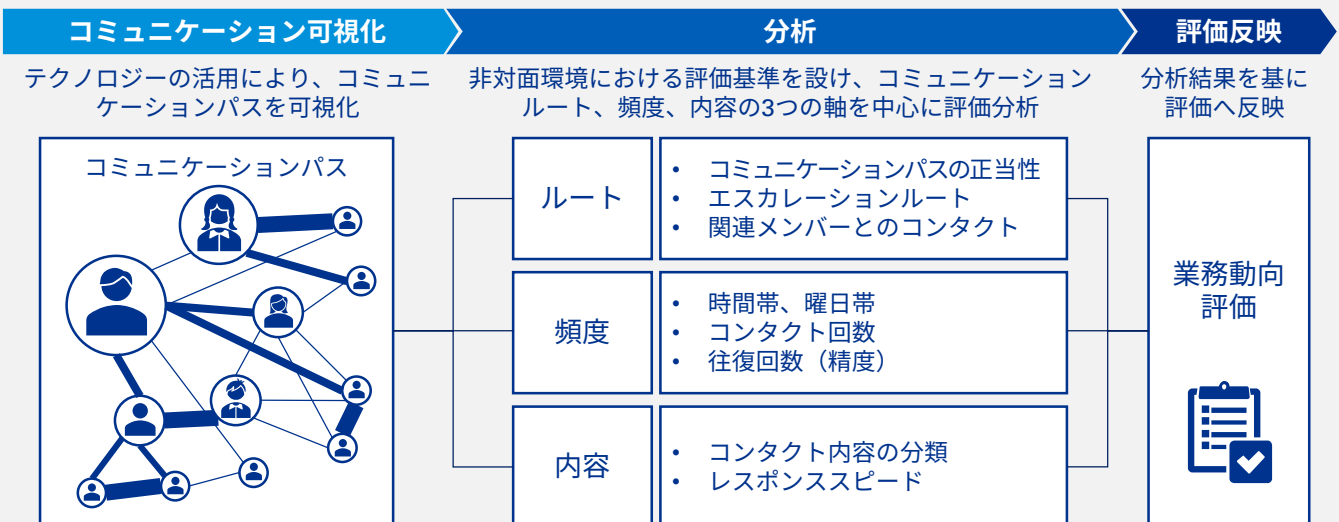 コミュニケーション可視化
分析
評価反映
テクノロジーの活用により、コミュニ
ケーションパスを可視化
非対面環境における評価基準を設け、コミュニケーション
ルート、頻度、内容の3つの軸を中心に評価分析
分析結果を基に
評価へ反映
コミュニケーションパス
ルート
• コミュニケーションパスの正当性
• エスカレーションルート
• 関連メンバーとのコンタクト
頻度
• 時間帯、曜日帯
• コンタクト回数
• 往復回数（精度）
内容
• コンタクト内容の分類
• レスポンススピード
業務動向
評価